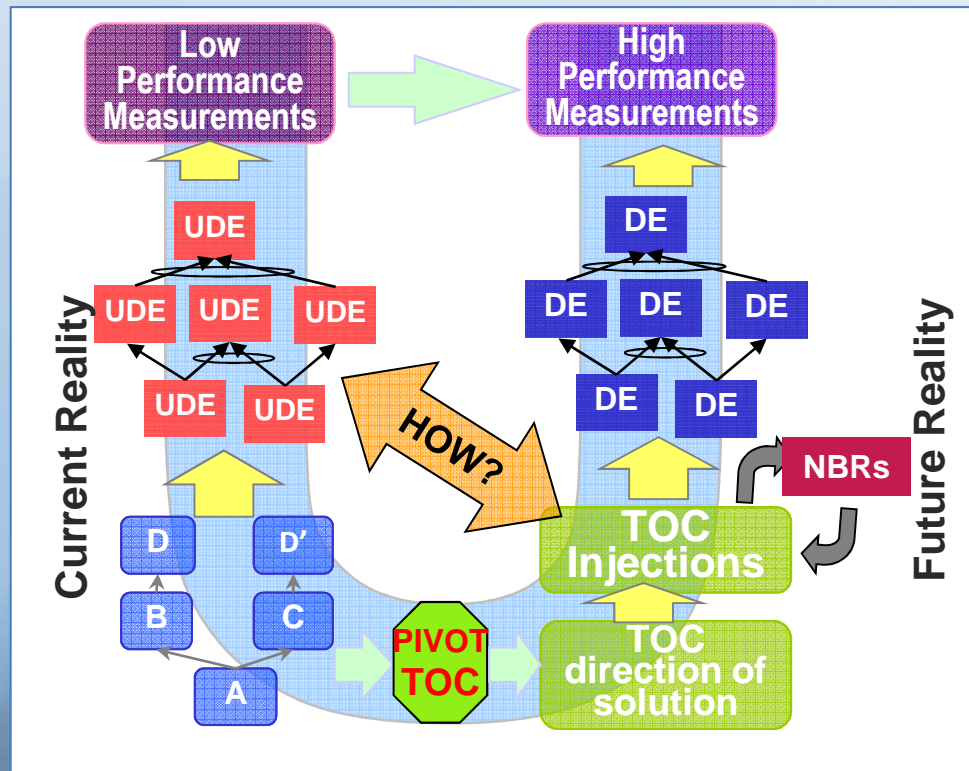 Low
Performance
Measurements
High
Performance
Measurements
Current Reality
UDE
UDE
UDE
UDE
UDE
UDE
D
D'
B
C
A
HOW?
PIVOT
TOC
DE
DE
DE
DE
DE
DE
NBRs
TOC
Injections
TOC
direction of
solution
Future Reality